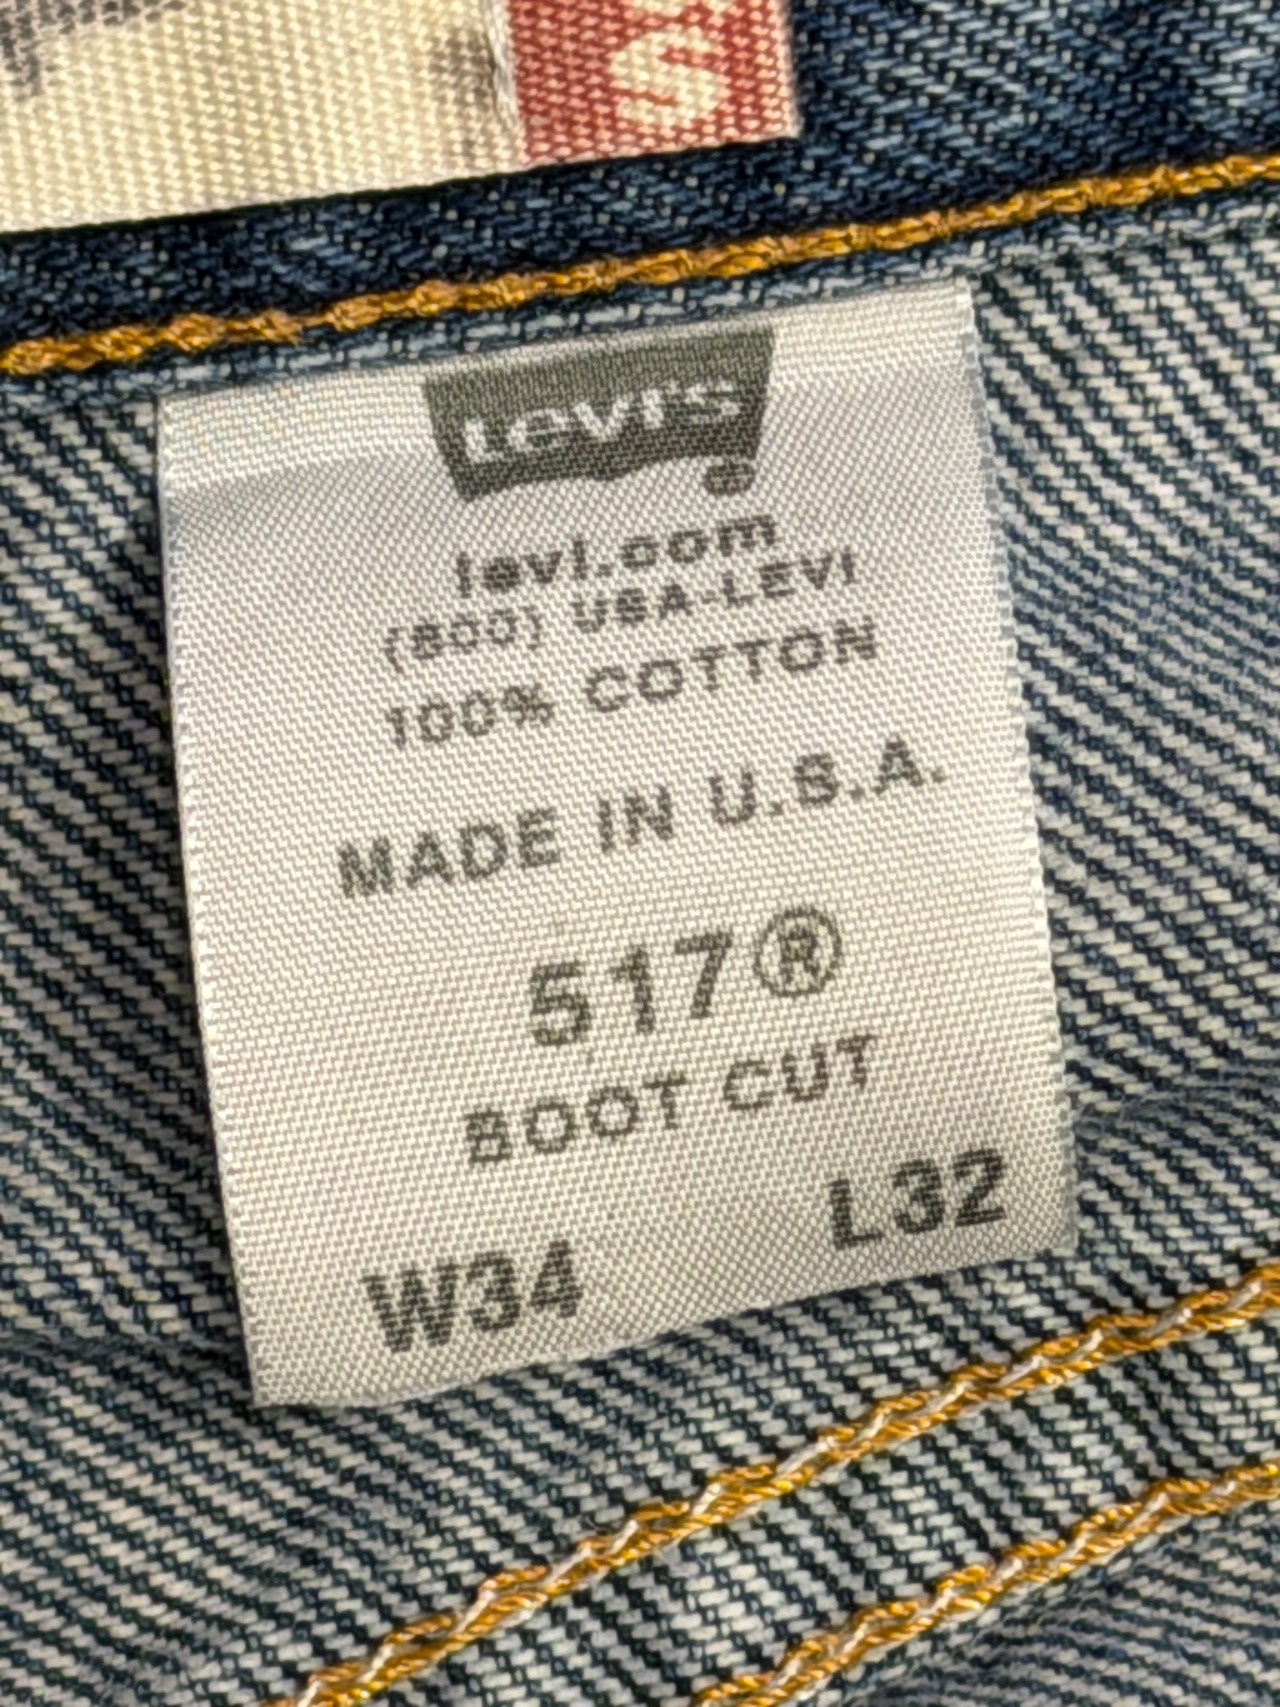 S
Levi's
®
levi.com
(800) USA-LEVI
100% COTTON
MADE IN U.S.A.
517®
BOOT CUT
W34 L32